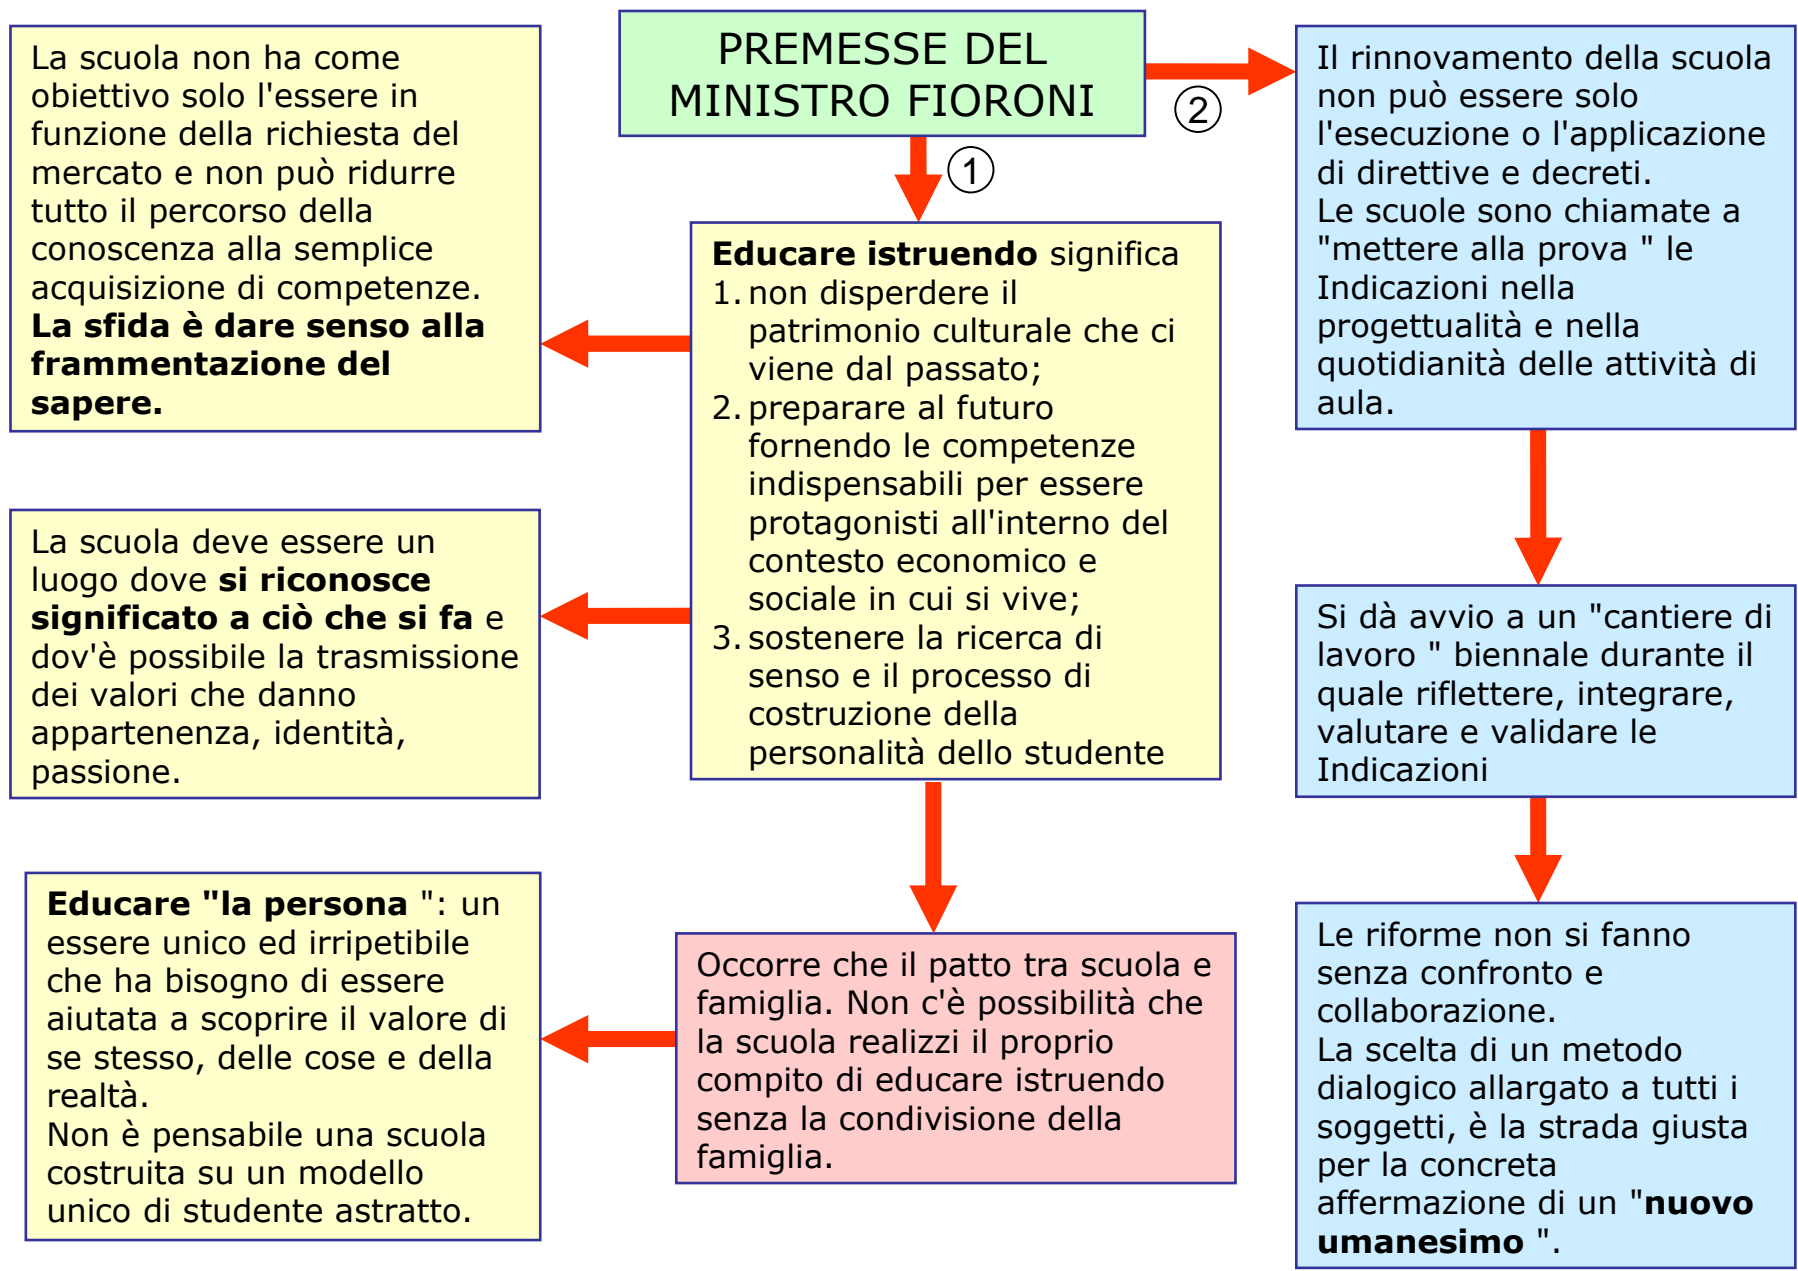 PREMESSE DEL
MINISTRO FIORONI
1
2
Educare istruendo significa
1. non disperdere il
patrimonio culturale che ci
viene dal passato;
2. preparare al futuro
fornendo le competenze
indispensabili per essere
protagonisti all'interno del
contesto economico e
sociale in cui si vive;
3. sostenere la ricerca di
senso e il processo di
costruzione della
personalità dello studente
La scuola non ha come
obiettivo solo l'essere in
funzione della richiesta del
mercato e non può ridurre
tutto il percorso della
conoscenza alla semplice
acquisizione di competenze.
La sfida è dare senso alla
frammentazione del
sapere.
La scuola deve essere un
luogo dove si riconosce
significato a ciò che si fa e
dov'è possibile la trasmissione
dei valori che danno
appartenenza, identità,
passione.
Occorre che il patto tra scuola e
famiglia. Non c'è possibilità che
la scuola realizzi il proprio
compito di educare istruendo
senza la condivisione della
famiglia.
Educare "la persona ": un
essere unico ed irripetibile
che ha bisogno di essere
aiutata a scoprire il valore di
se stesso, delle cose e della
realtà.
Non è pensabile una scuola
costruita su un modello
unico di studente astratto.
Il rinnovamento della scuola
non può essere solo
l'esecuzione o l'applicazione
di direttive e decreti.
Le scuole sono chiamate a
"mettere alla prova " le
Indicazioni nella
progettualità e nella
quotidianità delle attività di
aula.
Si dà avvio a un "cantiere di
lavoro " biennale durante il
quale riflettere, integrare,
valutare e validare le
Indicazioni
Le riforme non si fanno
senza confronto e
collaborazione.
La scelta di un metodo
dialogico allargato a tutti i
soggetti, è la strada giusta
per la concreta
affermazione di un "nuovo
umanesimo ".